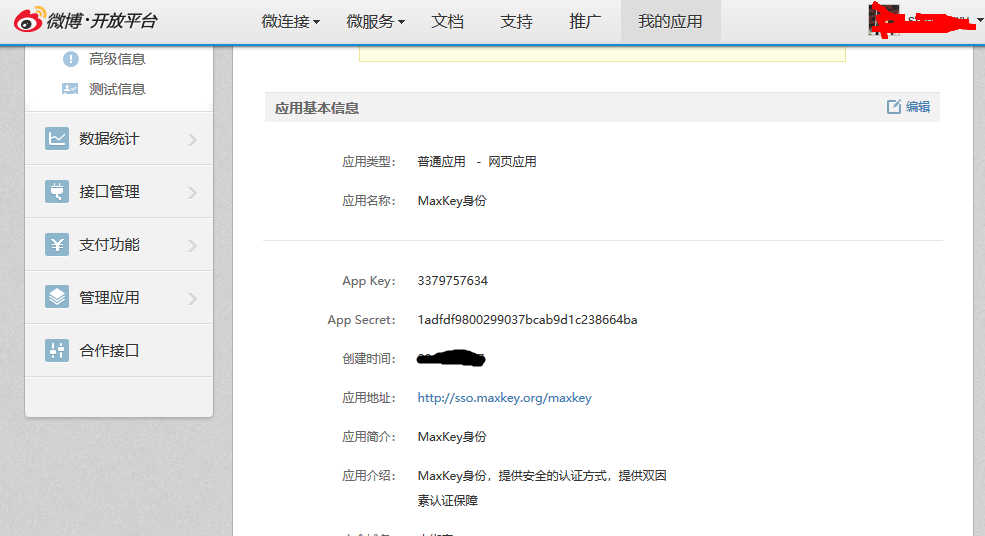 微博·开放平台
微连接 微服务 文档 支持 推广 我的应用
高级信息
测试信息
数据统计
接口管理
支付功能
管理应用
合作接口
应用基本信息 编辑
应用类型： 普通应用 - 网页应用
应用名称： MaxKey身份
App Key： 3379757634
App Secret： 1adfdf9800299037bcab9d1c238664ba
创建时间：
应用地址： http://sso.maxkey.org/maxkey
应用简介： MaxKey身份
应用介绍： MaxKey身份，提供安全的认证方式，提供双因
素认证保障